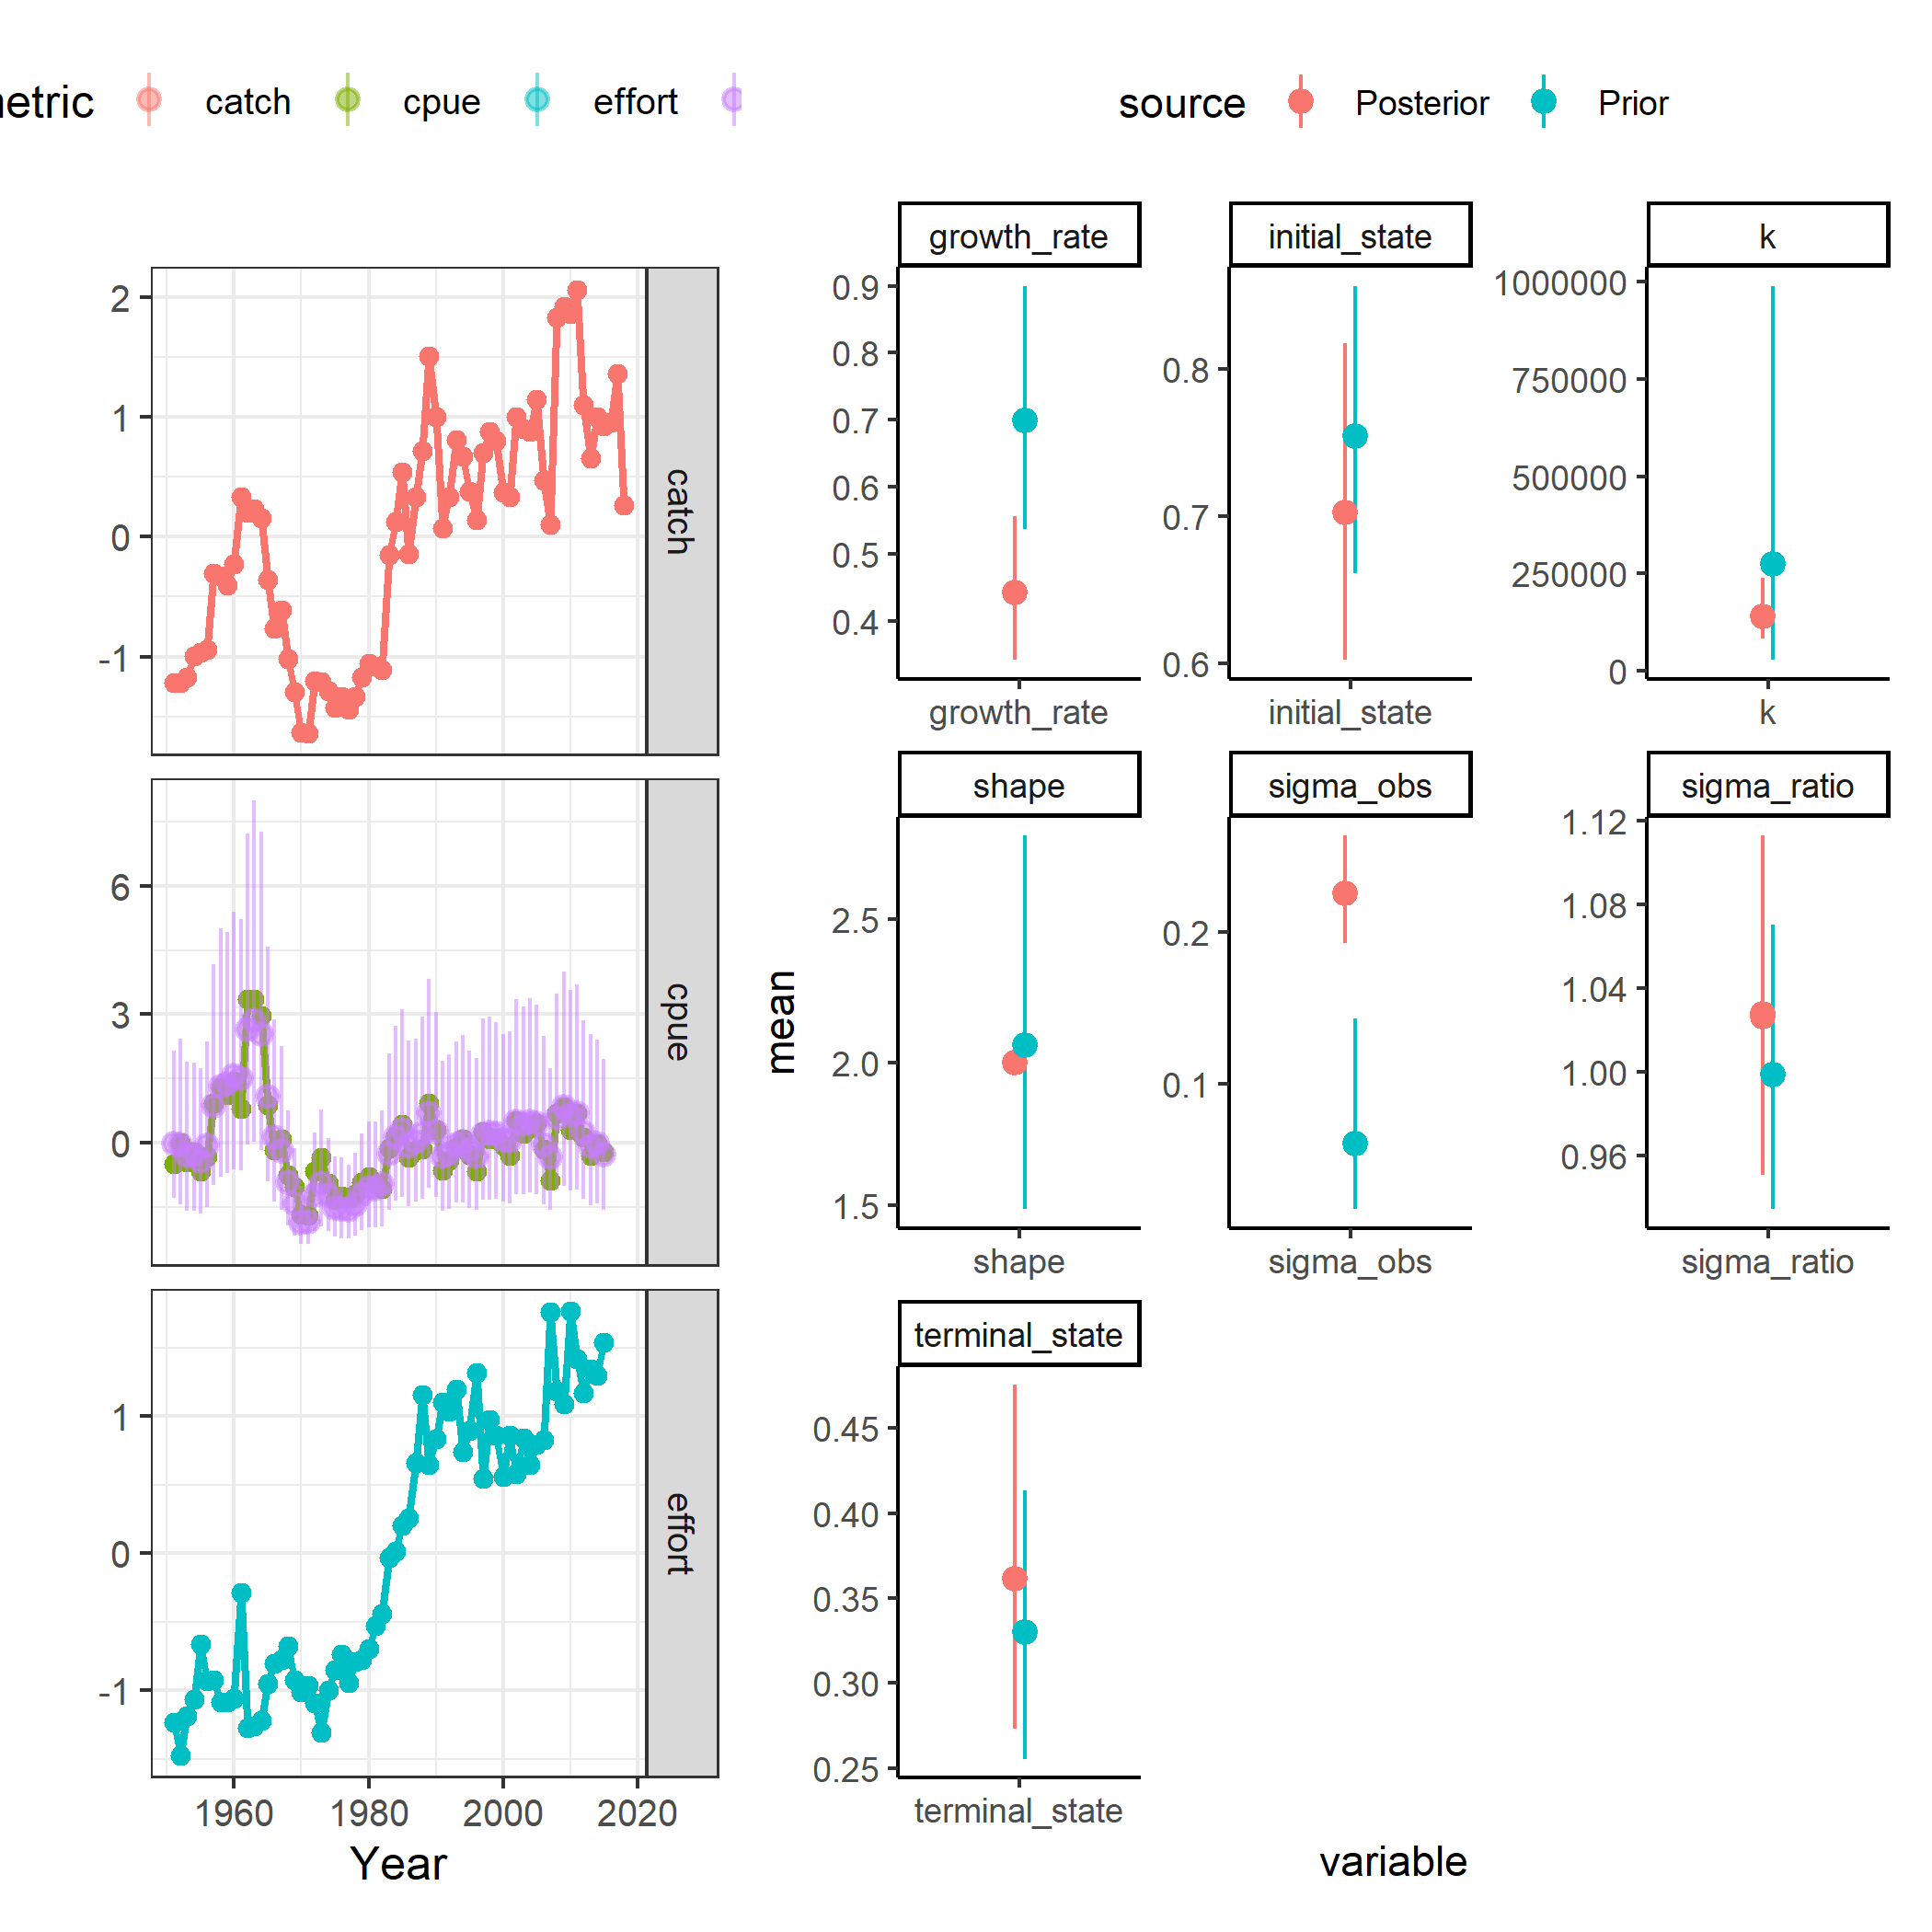 etric catch cpue effort
source Posterior Prior
2
1
0
-1
catch
6
3
0
cpue
1
0
-1
effort
1960 1980 2000 2020
Year
mean
growth_rate
0.9
0.8
0.7
0.6
0.5
0.4
growth_rate
initial_state
0.8
0.7
0.6
initial_state
k
1000000
750000
500000
250000
0
k
shape
2.5
2.0
1.5
shape
sigma_obs
0.2
0.1
sigma_obs
sigma_ratio
1.12
1.08
1.04
1.00
0.96
sigma_ratio
terminal_state
0.45
0.40
0.35
0.30
0.25
terminal_state
variable